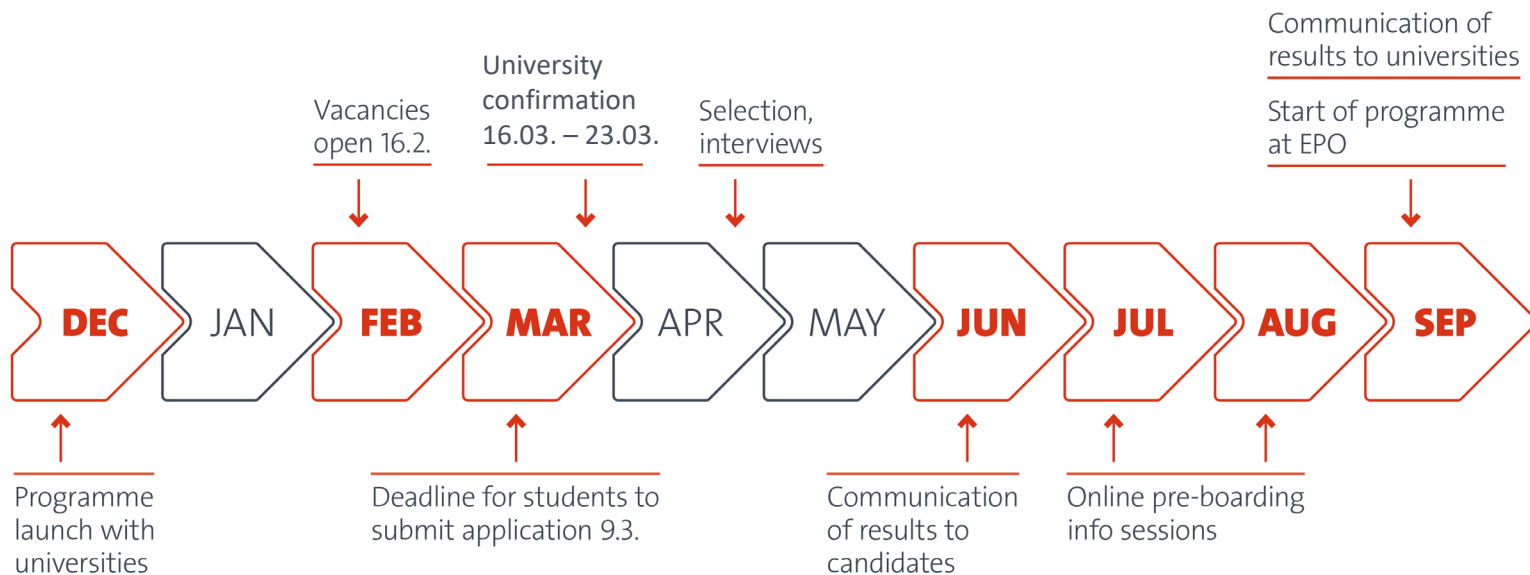 Communication of
results to universities
Start of programme
at EPO
University
confirmation
16.03. – 23.03.
Vacancies
open 16.2.
Selection,
interviews
DEC
JAN
FEB
MAR
APR
MAY
JUN
JUL
AUG
SEP
Programme
launch with
universities
Deadline for students to
submit application 9.3.
Communication
of results to
candidates
Online pre-boarding
info sessions